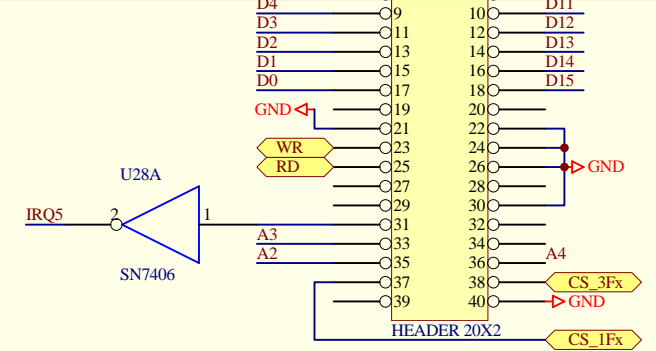 D4 9 10 D11
D3 11 12 D12
D2 13 14 D13
D1 15 16 D14
D0 17 18 D15
GND 19 20
21 22
WR 23 24
RD 25 26 GND
U28A 27 28
29 30
IRQ5 2 1 31 32
A3 33 34
A2 35 36 A4
SN7406
37 38 CS_3Fx
39 40 GND
HEADER 20X2
CS_1Fx